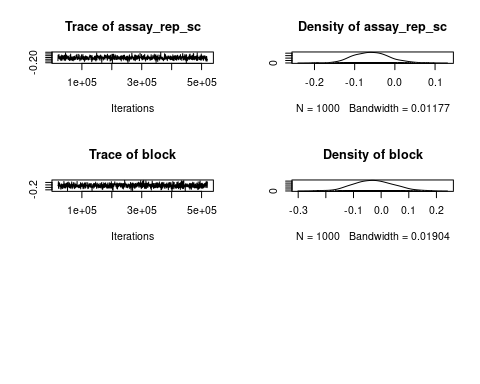 Trace of assay_rep_sc
-0.20
1e+05 3e+05 5e+05
Iterations
Density of assay_rep_sc
0
-0.2 -0.1 0.0 0.1
N = 1000 Bandwidth = 0.01177
Trace of block
-0.2
1e+05 3e+05 5e+05
Iterations
Density of block
0
-0.3 -0.1 0.0 0.1 0.2
N = 1000 Bandwidth = 0.01904